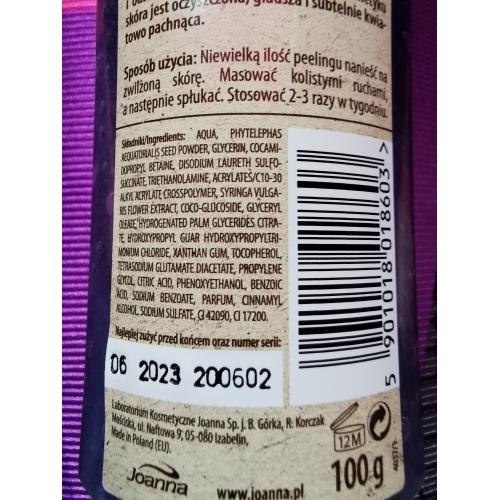 skóra jest oczyszczona, gładsza i subtelnie kwia-
towo pachnąca.
Sposób użycia: Niewielką ilość peelingu nanieść na
zwilżoną skórę. Masować kolistymi ruchami,
a następnie spłukać. Stosować 2-3 razy w tygodniu.
Składniki/Ingredients: AQUA, PHYTELEPHAS
AEQUATORIALIS SEED POWDER, GLYCERIN, COCAMI-
DOPROPYL BETAINE, DISODIUM LAURETH SULFO-
SUCCINATE, TRIETHANOLAMINE, ACRYLATES/C10-30
ALKYL ACRYLATE CROSSPOLYMER, SYRINGA VULGA-
RIS FLOWER EXTRACT, COCO-GLUCOSIDE, GLYCERYL
OLEATE, HYDROGENATED PALM GLYCERIDES CITRA-
TE, HYDROXYPROPYL GUAR HYDROXYPROPYLTRI-
MONIUM CHLORIDE, XANTHAN GUM, TOCOPHEROL,
TETRASODIUM GLUTAMATE DIACETATE, PROPYLENE
GLYCOL, CITRIC ACID, PHENOXYETHANOL, BENZOIC
ACID, SODIUM BENZOATE, PARFUM, CINNAMYL
ALCOHOL, SODIUM SULFATE, CI 42090, CI 17200.
Najlepiej zużyć przed końcem oraz numer serii:
06 2023 200602
5 901018 018603 >
Laboratorium Kosmetyczne Joanna Sp. j. B. Górka, R. Korczak
Mościska, ul. Naftowa 9, 05-080 Izabelin,
Made in Poland (EU).
12M
100 g
Joanna
www.joanna.pl